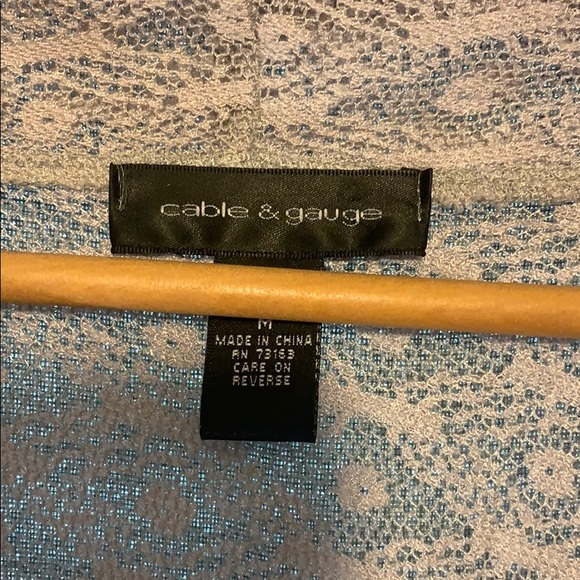 cable & gauge
M
MADE IN CHINA
RN 73163
CARE ON
REVERSE